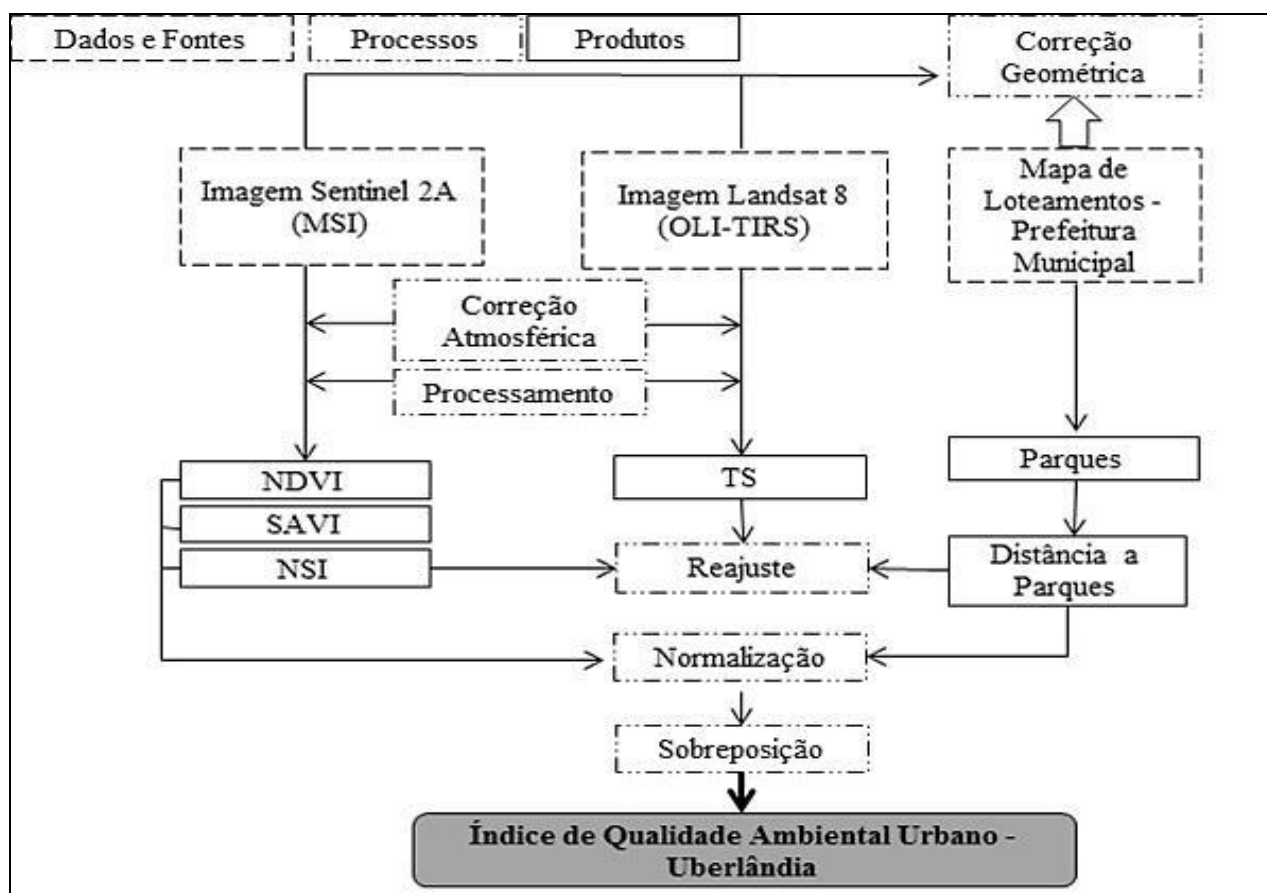 Dados e Fontes
Processos
Produtos
Correção
Geométrica
Imagem Sentinel 2A
(MSI)
Imagem Landsat 8
(OLI-TIRS)
Mapa de
Loteamentos -
Prefeitura
Municipal
Correção
Atmosférica
Processamento
NDVI
SAVI
NSI
TS
Parques
Reajuste
Distância a
Parques
Normalização
Sobreposição
Índice de Qualidade Ambiental Urbano -
Uberlândia